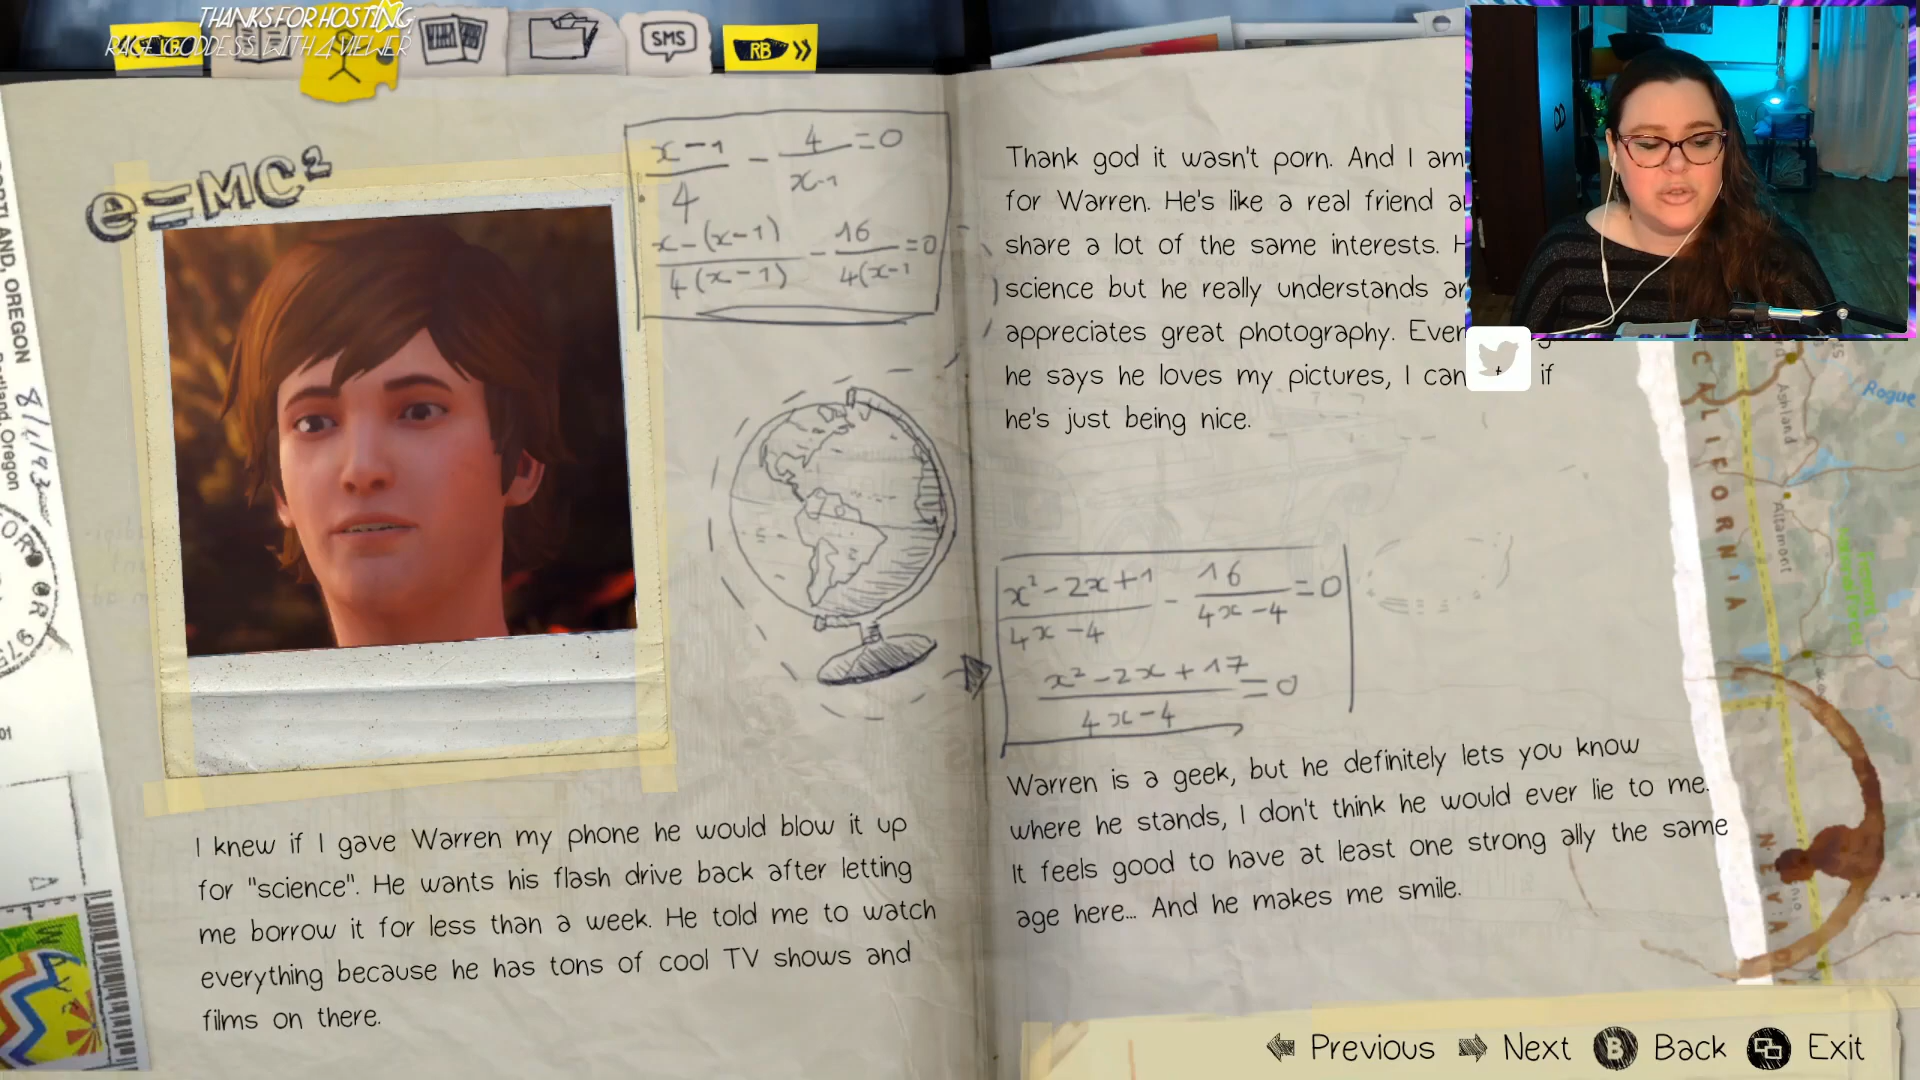 THANKS FOR HOSTING,
RAGEGODDESS, WITH 4 VIEWER
SMS
RB
e=MC²
x-1/4 - 4/x-1 =0
x-(x-1)/4(x-1) - 16/4(x-1 =0
I knew if I gave Warren my phone he would blow it up
for "science". He wants his flash drive back after letting
me borrow it for less than a week. He told me to watch
everything because he has tons of cool TV shows and
films on there.
Thank god it wasn't porn. And I am
for Warren. He's like a real friend
share a lot of the same interests.
science but he really understands
appreciates great photography.
he says he loves my pictures, I can if
he's just being nice.
x²-2x+1/4x-4 - 16/4x-4 =0
x²-2x+17/4x-4 =0
Warren is a geek, but he definitely lets you know
where he stands, I don't think he would ever lie to me.
It feels good to have at least one strong ally the same
age here... And he makes me smile.
PORTLAND, OREGON
Portland, Oregon
CALIFORNIA
Ashland
Altamont
Rogue
NEVAD
Previous
Next
B Back
Exit